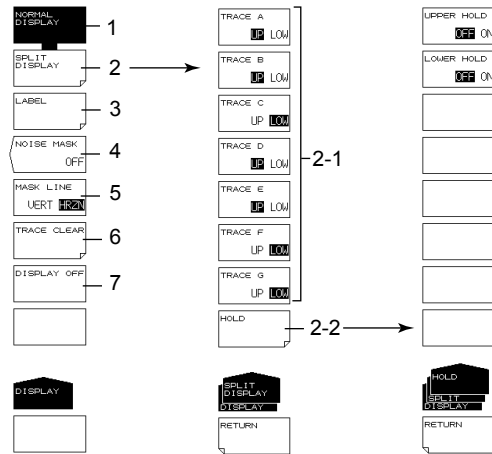 NORMAL
DISPLAY
1
SPLIT
DISPLAY
2
LABEL
3
NOISE MASK
OFF
4
MASK LINE
VERT HRZN
5
TRACE CLEAR
6
DISPLAY OFF
7
DISPLAY
TRACE A
UP LOW
TRACE B
UP LOW
TRACE C
UP LOW
TRACE D
UP LOW
TRACE E
UP LOW
TRACE F
UP LOW
TRACE G
UP LOW
2-1
HOLD
2-2
SPLIT
DISPLAY
DISPLAY
RETURN
UPPER HOLD
OFF ON
LOWER HOLD
OFF ON
HOLD
SPLIT
DISPLAY
RETURN